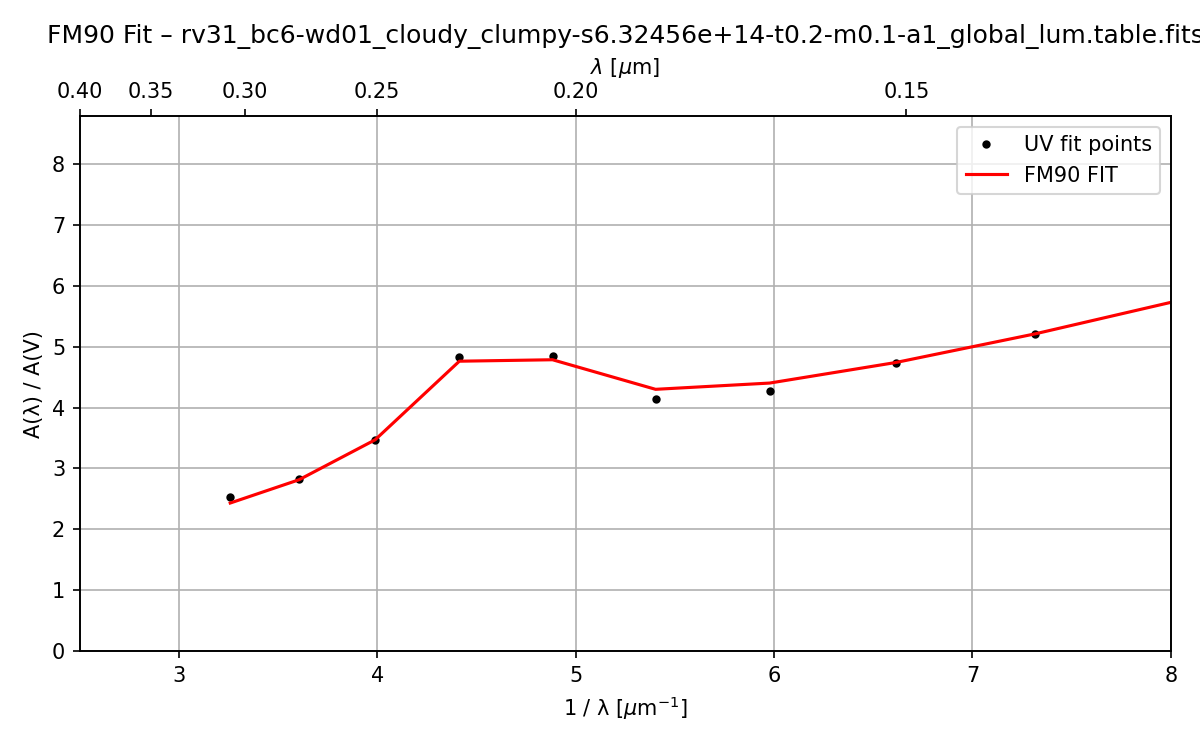 FM90 Fit – rv31_bc6-wd01_cloudy_clumpy-s6.32456e+14-t0.2-m0.1-a1_global_lum.table.fits
λ [μm]
0.40 0.35 0.30 0.25 0.20 0.15
UV fit points
FM90 FIT
8
7
6
5
4
3
2
1
0
A(λ) / A(V)
3 4 5 6 7 8
1 / λ [μm⁻¹]